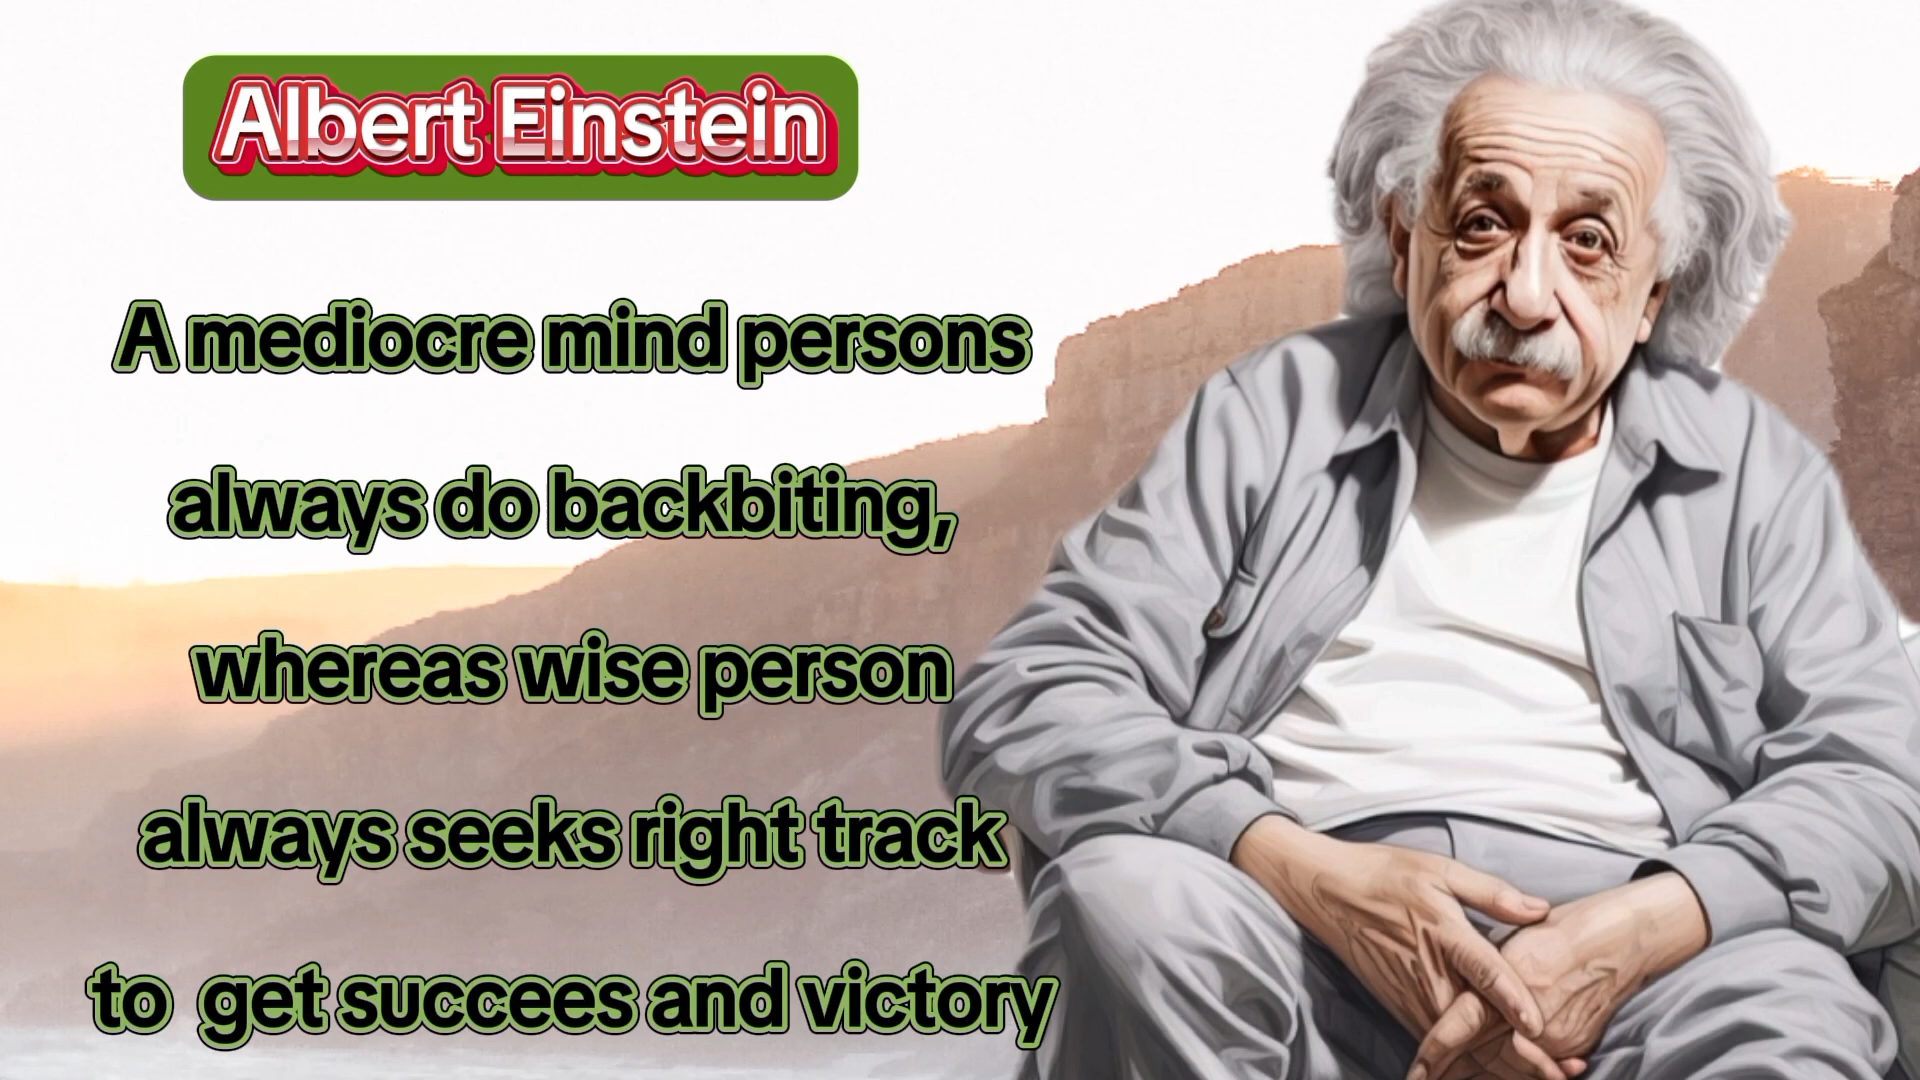 Albert Einstein
A mediocre mind persons
always do backbiting,
whereas wise person
always seeks right track
to get succees and victory